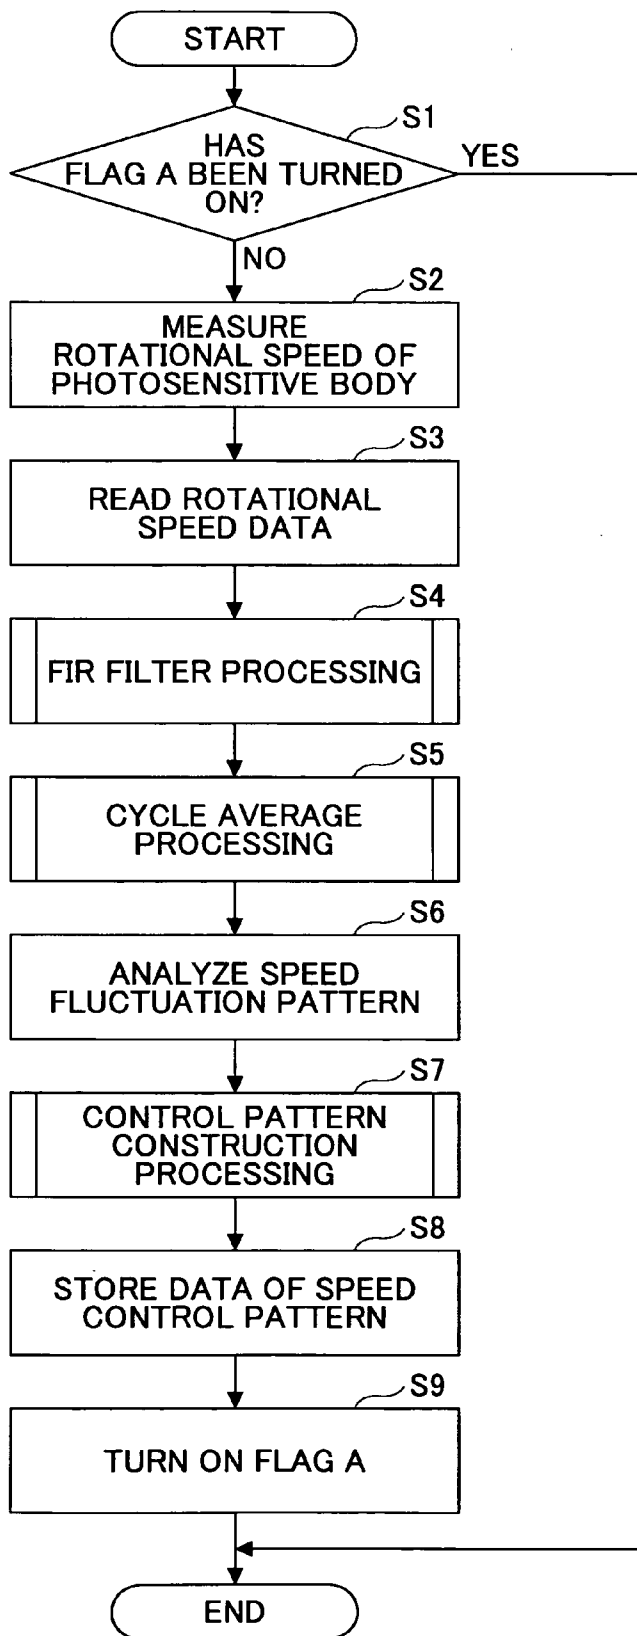 START
S1
HAS
FLAG A BEEN TURNED
ON?
YES
NO
S2
MEASURE
ROTATIONAL SPEED OF
PHOTOSENSITIVE BODY
S3
READ ROTATIONAL
SPEED DATA
S4
FIR FILTER PROCESSING
S5
CYCLE AVERAGE
PROCESSING
S6
ANALYZE SPEED
FLUCTUATION PATTERN
S7
CONTROL PATTERN
CONSTRUCTION
PROCESSING
S8
STORE DATA OF SPEED
CONTROL PATTERN
S9
TURN ON FLAG A
END